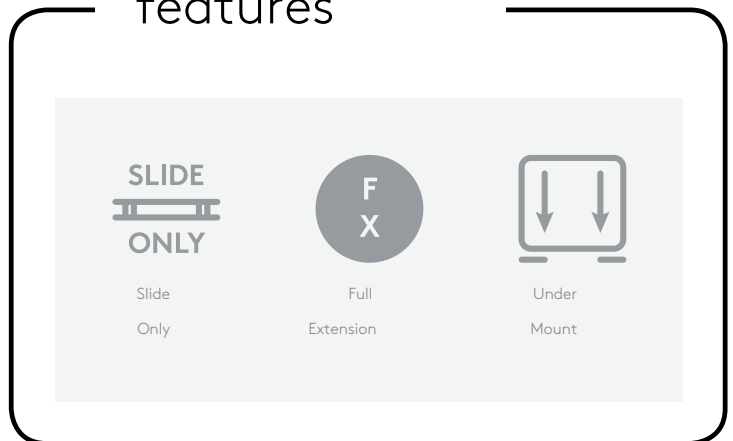 features
SLIDE
ONLY
F
X
Slide
Only
Full
Extension
Under
Mount